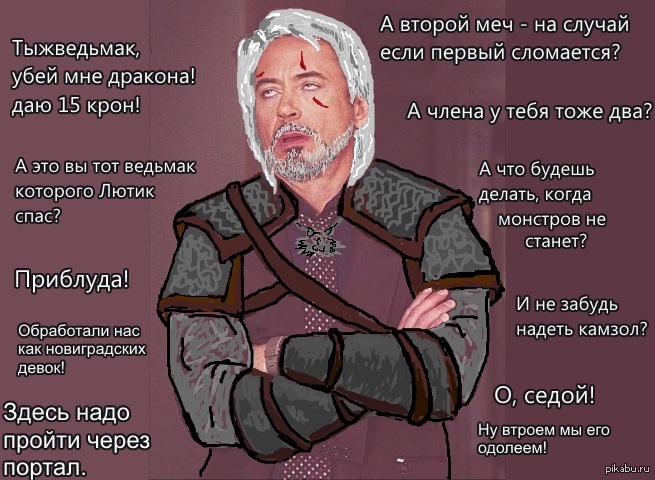 Тыжведьмак,
убей мне дракона!
даю 15 крон!
А это вы тот ведьмак
которого Лютик
спас?
Приблуда!
Обработали нас
как новиградских
девок!
Здесь надо
пройти через
портал.
А второй меч - на случай
если первый сломается?
А члена у тебя тоже два?
А что будешь
делать, когда
монстров не
станет?
И не забудь
надеть камзол?
О, седой!
Ну втроем мы его
одолеем!
pikabu.ru